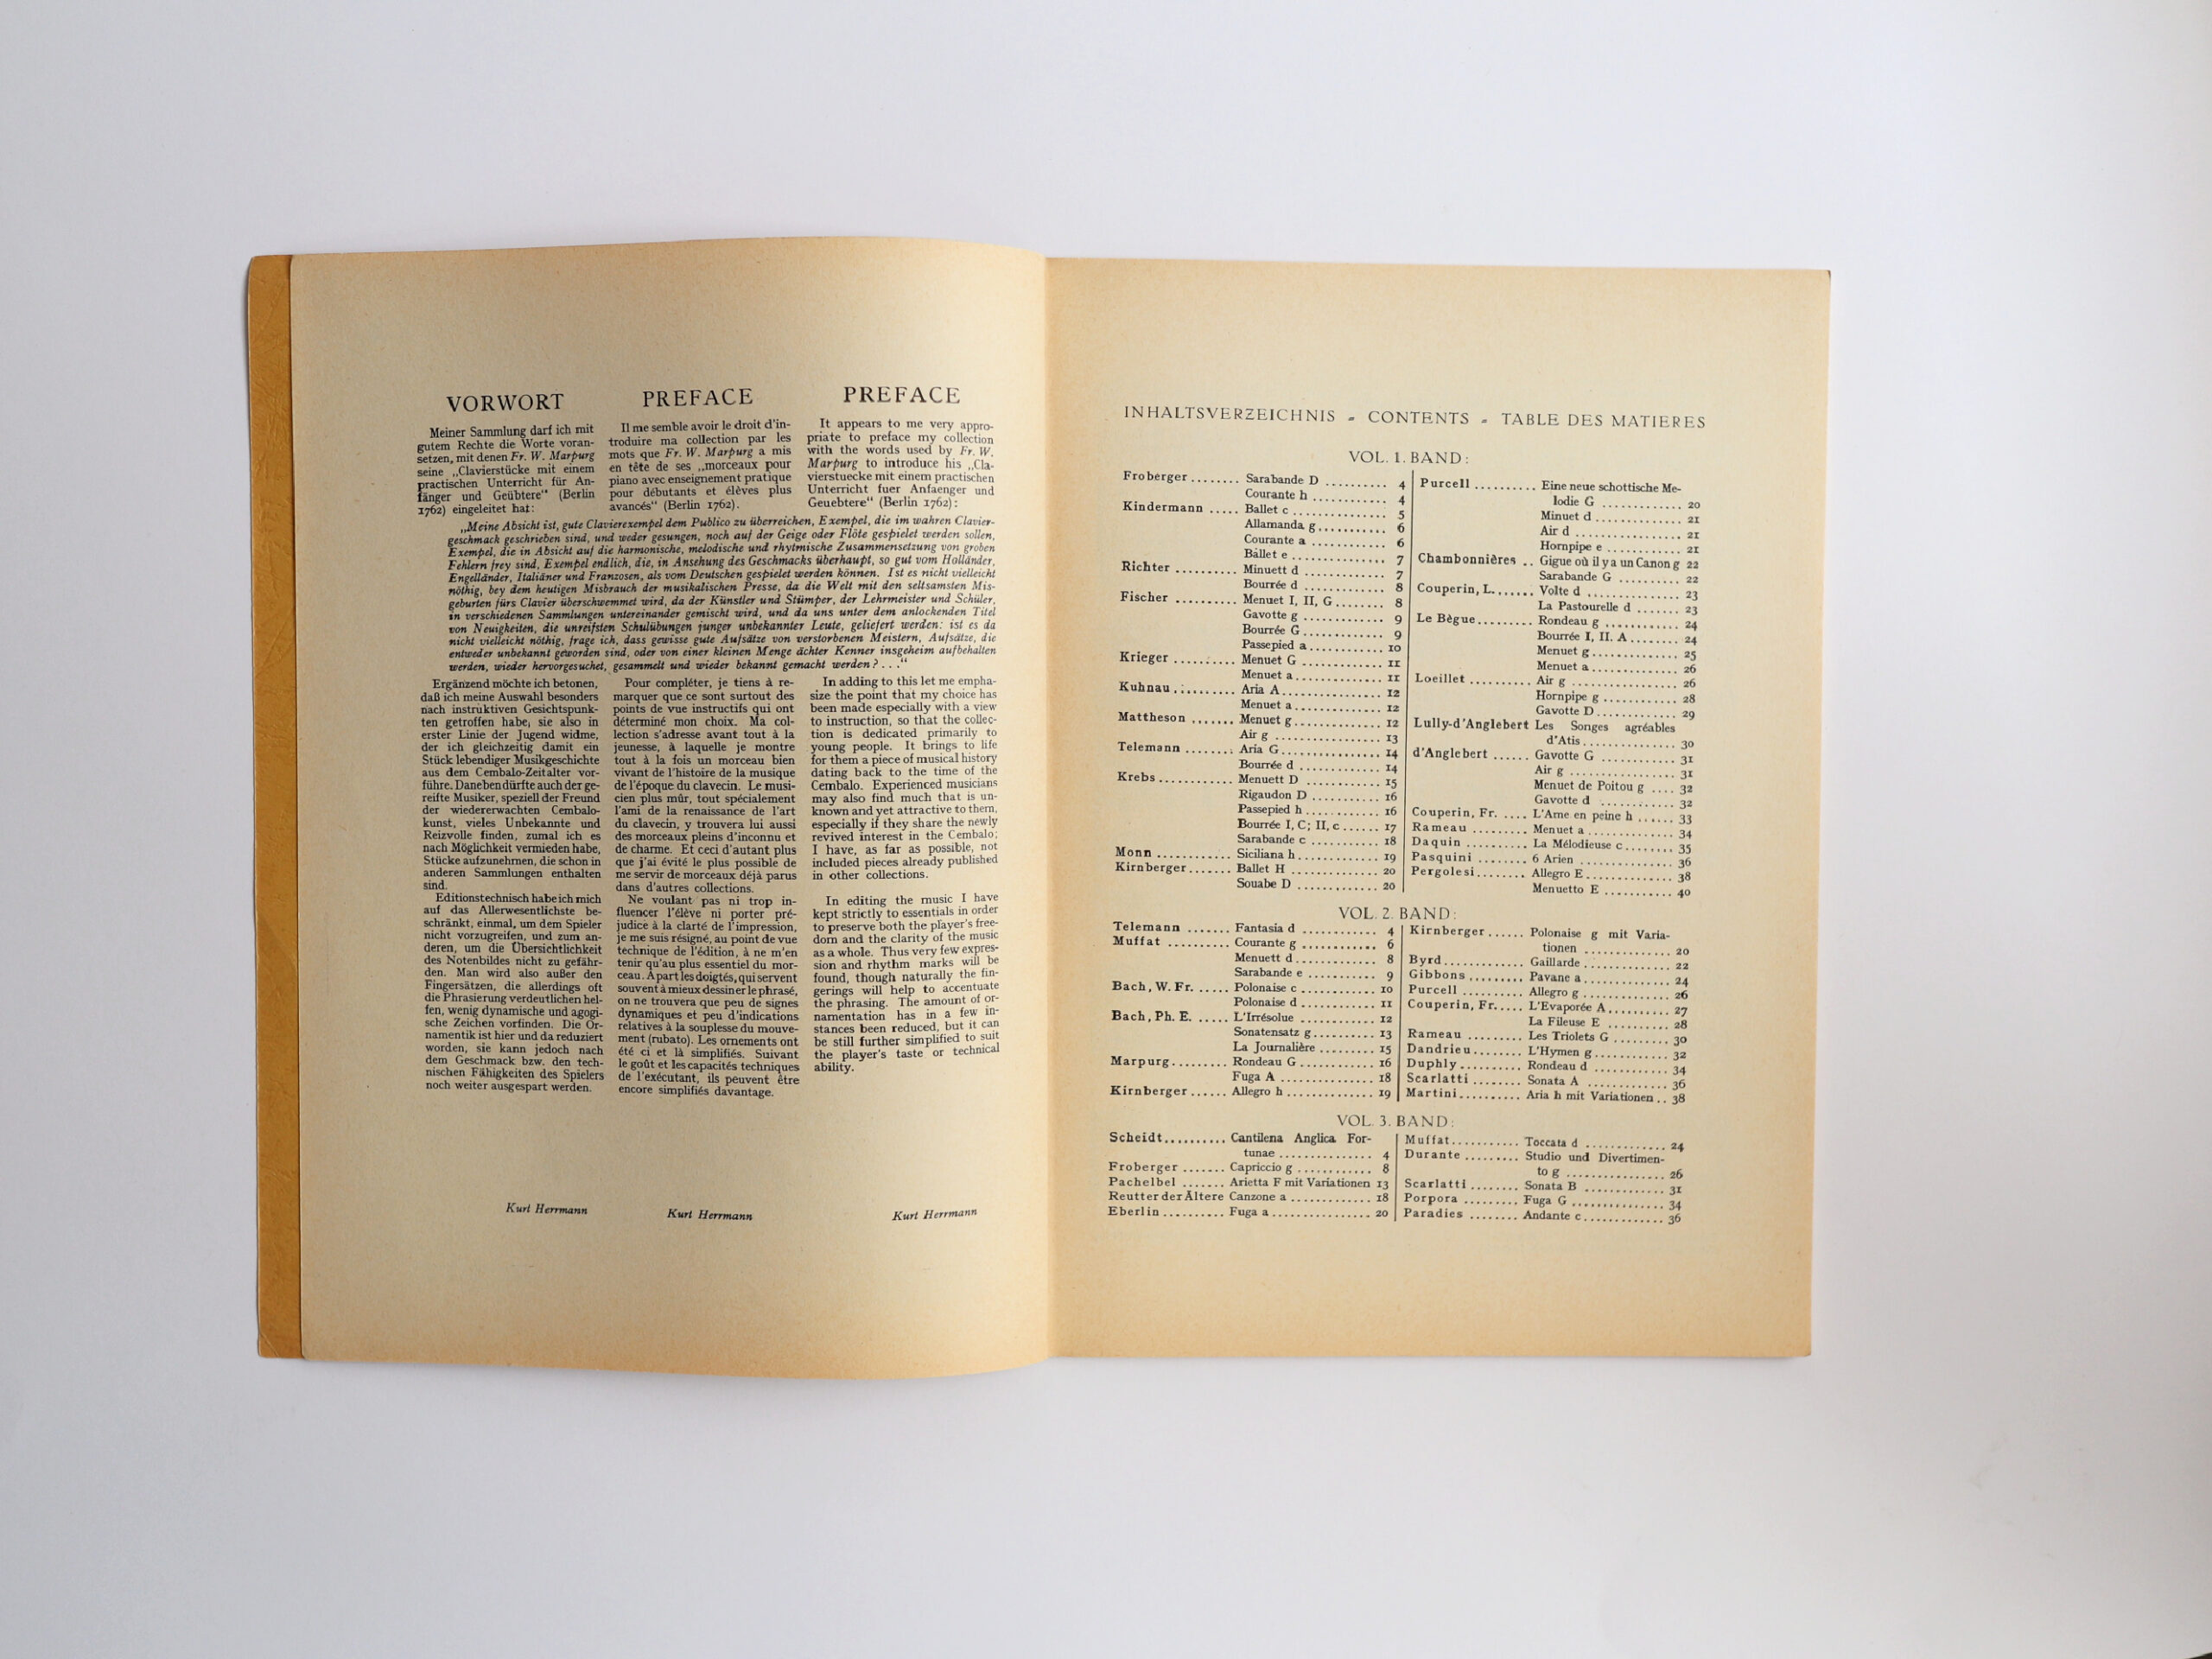 VORWORT
Meiner Sammlung darf ich mit
gutem Rechte die Worte voran-
setzen, mit denen Fr. W. Marpurg
seine „Clavierstücke mit einem
practischen Unterricht für An-
fänger und Geübtere" (Berlin
1762) eingeleitet hat:
PREFACE
Il me semble avoir le droit d'in-
troduire ma collection par les
mots que Fr. W. Marpurg a mis
en tête de ses „morceaux pour
piano avec enseignement pratique
pour débutants et élèves plus
avancés" (Berlin 1762).
PREFACE
It appears to me very appro-
priate to preface my collection
with the words used by Fr. W.
Marpurg to introduce his „Cla-
vierstuecke mit einem practischen
Unterricht fuer Anfaenger und
Geuebtere" (Berlin 1762):
„Meine Absicht ist, gute Clavierexempel dem Publico zu überreichen, Exempel, die im wahren Clavier-
geschmack geschrieben sind, und weder gesungen, noch auf der Geige oder Flöte gespielet werden sollen,
Exempel, die in Absicht auf die harmonische, melodische und rhytmische Zusammensetzung von groben
Fehlern frey sind, Exempel endlich, die, in Ansehung des Geschmacks überhaupt, so gut vom Holländer,
Engelländer, Italiäner und Franzosen, als vom Deutschen gespielet werden können. Ist es nicht vielleicht
nöthig, bey dem heutigen Misbrauch der musikalischen Presse, da die Welt mit den seltsamsten Mis-
geburten fürs Clavier überschwemmet wird, da der Künstler und Stümper, der Lehrmeister und Schüler,
in verschiedenen Sammlungen untereinander gemischt wird, und da uns unter dem anlockenden Titel
von Neuigkeiten, die unreifsten Schulübungen junger unbekannter Leute, geliefert werden: ist es da
nicht vielleicht nöthig, frage ich, dass gewisse gute Aufsätze von verstorbenen Meistern, Aufsätze, die
entweder unbekannt geworden sind, oder von einer kleinen Menge ächter Kenner insgeheim aufbehalten
werden, wieder hervorgesuchet, gesammelt und wieder bekannt gemacht werden? . . ."
Ergänzend möchte ich betonen,
daß ich meine Auswahl besonders
nach instruktiven Gesichtspunk-
ten getroffen habe, sie also in
erster Linie der Jugend widme,
der ich gleichzeitig damit ein
Stück lebendiger Musikgeschichte
aus dem Cembalo-Zeitalter vor-
führe. Daneben dürfte auch der ge-
reifte Musiker, speziell der Freund
der wiedererwachten Cembalo-
kunst, vieles Unbekannte und
Reizvolle finden, zumal ich es
nach Möglichkeit vermieden habe,
Stücke aufzunehmen, die schon in
anderen Sammlungen enthalten
sind.
Editionstechnisch habe ich mich
auf das Allerwesentlichste be-
schränkt, einmal, um dem Spieler
nicht vorzugreifen, und zum an-
deren, um die Übersichtlichkeit
des Notenbildes nicht zu gefähr-
den. Man wird also außer den
Fingersätzen, die allerdings oft
die Phrasierung verdeutlichen hel-
fen, wenig dynamische und agogi-
sche Zeichen vorfinden. Die Or-
namentik ist hier und da reduziert
worden, sie kann jedoch nach
dem Geschmack bzw. den tech-
nischen Fähigkeiten des Spielers
noch weiter ausgespart werden.
Kurt Herrmann
Pour compléter, je tiens à re-
marquer que ce sont surtout des
points de vue instructifs qui ont
déterminé mon choix. Ma col-
lection s'adresse avant tout à la
jeunesse, à laquelle je montre
tout à la fois un morceau bien
vivant de l'histoire de la musique
de l'époque du clavecin. Le musi-
cien plus mûr, tout spécialement
l'ami de la renaissance de l'art
du clavecin, y trouvera lui aussi
des morceaux pleins d'inconnu et
de charme. Et ceci d'autant plus
que j'ai évité le plus possible de
me servir de morceaux déjà parus
dans d'autres collections.
Ne voulant pas ni trop in-
fluencer l'élève ni porter pré-
judice à la clarté de l'impression,
je me suis résigné, au point de vue
technique de l'édition, à ne m'en
tenir qu'au plus essentiel du mor-
ceau. A part les doigtés, qui servent
souvent à mieux dessiner le phrasé,
on ne trouvera que peu de signes
dynamiques et peu d'indications
relatives à la souplesse du mouve-
ment (rubato). Les ornements ont
été ci et là simplifiés. Suivant
le goût et les capacités techniques
de l'exécutant, ils peuvent être
encore simplifiés davantage.
Kurt Herrmann
In adding to this let me empha-
size the point that my choice has
been made especially with a view
to instruction, so that the collec-
tion is dedicated primarily to
young people. It brings to life
for them a piece of musical history
dating back to the time of the
Cembalo. Experienced musicians
may also find much that is un-
known and yet attractive to them,
especially if they share the newly
revived interest in the Cembalo;
I have, as far as possible, not
included pieces already published
in other collections.
In editing the music I have
kept strictly to essentials in order
to preserve both the player's free-
dom and the clarity of the music
as a whole. Thus very few expres-
sion and rhythm marks will be
found, though naturally the fin-
gerings will help to accentuate
the phrasing. The amount of or-
namentation has in a few in-
stances been reduced, but it can
be still further simplified to suit
the player's taste or technical
ability.
Kurt Herrmann
INHALTSVERZEICHNIS - CONTENTS - TABLE DES MATIERES
VOL. 1. BAND:
Froberger ........ Sarabande D .......... 4
Courante h ............ 4
Kindermann ..... Ballet c ............... 5
Allamanda g........... 6
Courante a ............ 6
Ballet e ............... 7
Richter .......... Minuett d ............. 7
Bourrée d ............. 8
Fischer .......... Menuet I, II, G........ 8
Gavotte g ............. 9
Bourrée G ............. 9
Passepied a............ 10
Krieger .......... Menuet G ............. 11
Menuet a.............. 11
Kuhnau .......... Aria A................. 12
Menuet a.............. 12
Mattheson ....... Menuet g.............. 12
Air g ................. 13
Telemann ........ Aria G................. 14
Bourrée d ............. 14
Krebs............ Menuett D ............ 15
Rigaudon D ........... 16
Passepied h ........... 16
Bourrée I, C; II, c...... 17
Sarabande c ........... 18
Monn ............ Siciliana h............. 19
Kirnberger....... Ballet H .............. 20
Souabe D ............. 20
Purcell .......... Eine neue schottische Me-
lodie G ............ 20
Minuet d ............. 21
Air d ................ 21
Hornpipe e ........... 21
Chambonnières .. Gigue où il y a un Canon g 22
Sarabande G .......... 22
Couperin, L....... Volte d ............... 23
La Pastourelle d ....... 23
Le Bègue......... Rondeau g ............ 24
Bourrée I, II. A........ 24
Menuet g.............. 25
Menuet a.............. 26
Loeillet .......... Air g ................. 26
Hornpipe g ........... 28
Gavotte D............. 29
Lully-d'Anglebert Les Songes agréables
d'Atis............... 30
d'Anglebert ...... Gavotte G ............ 31
Air g ................. 31
Menuet de Poitou g .... 32
Gavotte d ............ 32
Couperin, Fr. .... L'Ame en peine h ...... 33
Rameau ......... Menuet a ............. 34
Daquin .......... La Mélodieuse c........ 35
Pasquini ........ 6 Arien ............... 36
Pergolesi........ Allegro E.............. 38
Menuetto E ........... 40
VOL. 2. BAND:
Telemann ....... Fantasia d ............ 4
Muffat .......... Courante g ............ 6
Menuett d ............ 8
Sarabande e ........... 9
Bach, W. Fr. ..... Polonaise c ............ 10
Polonaise d ............ 11
Bach, Ph. E. ..... L'Irrésolue ............ 12
Sonatensatz g.......... 13
La Journalière ......... 15
Marpurg......... Rondeau G ............ 16
Fuga A ............... 18
Kirnberger...... Allegro h .............. 19
Kirnberger...... Polonaise g mit Varia-
tionen .............. 20
Byrd............. Gaillarde .............. 22
Gibbons......... Pavane a .............. 24
Purcell .......... Allegro g .............. 26
Couperin, Fr..... L'Evaporée A.......... 27
La Fileuse E .......... 28
Rameau ......... Les Triolets G ......... 30
Dandrieu........ L'Hymen g............ 32
Duphly.......... Rondeau d ............ 34
Scarlatti ........ Sonata A ............. 36
Martini.......... Aria h mit Variationen .. 38
VOL. 3. BAND:
Scheidt.......... Cantilena Anglica For-
tunae ............... 4
Froberger ....... Capriccio g ............ 8
Pachelbel ....... Arietta F mit Variationen 13
Reutter der Ältere Canzone a ............. 18
Eberlin .......... Fuga a................. 20
Muffat........... Toccata d ............. 24
Durante ......... Studio und Divertimen-
to g ................ 26
Scarlatti ........ Sonata B ............. 31
Porpora ......... Fuga G ............... 34
Paradies ........ Andante c............. 36